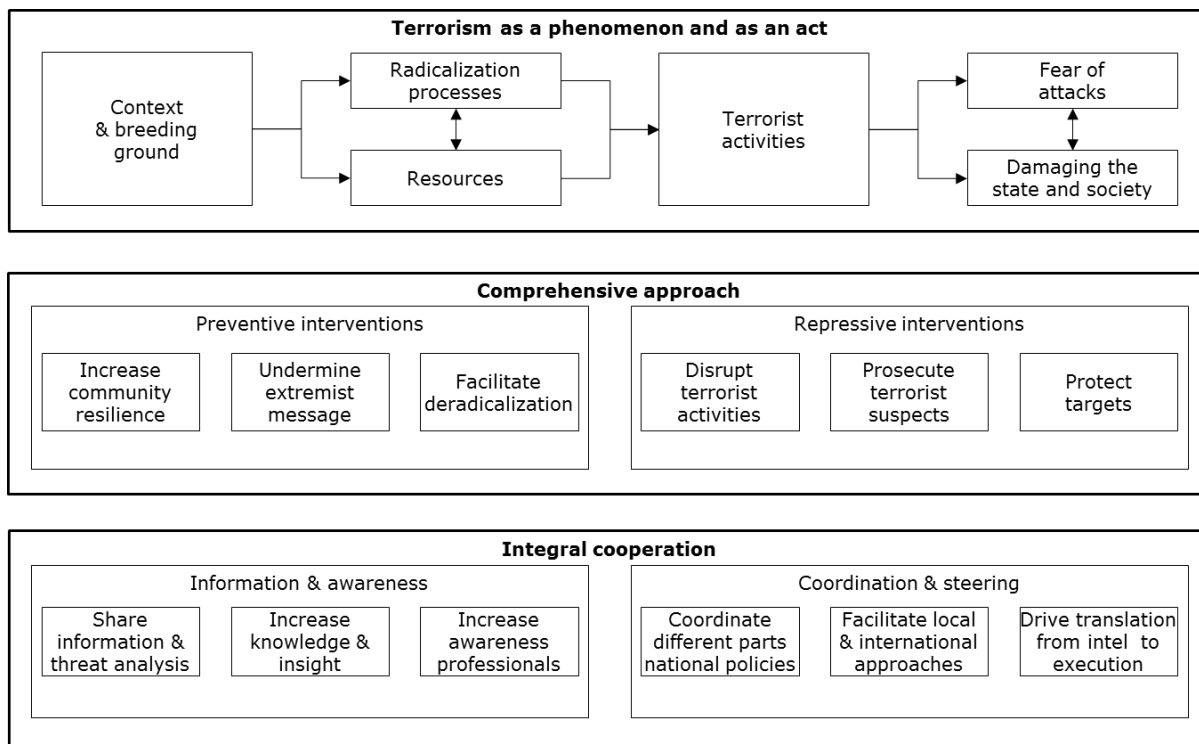 Terrorism as a phenomenon and as an act
Context
& breeding
ground
Radicalization
processes
Resources
Terrorist
activities
Fear of
attacks
Damaging the
state and society
Comprehensive approach
Preventive interventions
Increase
community
resilience
Undermine
extremist
message
Facilitate
deradicalization
Repressive interventions
Disrupt
terrorist
activities
Prosecute
terrorist
suspects
Protect
targets
Integral cooperation
Information & awareness
Share
information &
threat analysis
Increase
knowledge &
insight
Increase
awareness
professionals
Coordination & steering
Coordinate
different parts
national policies
Facilitate local
& international
approaches
Drive translation
from intel to
execution